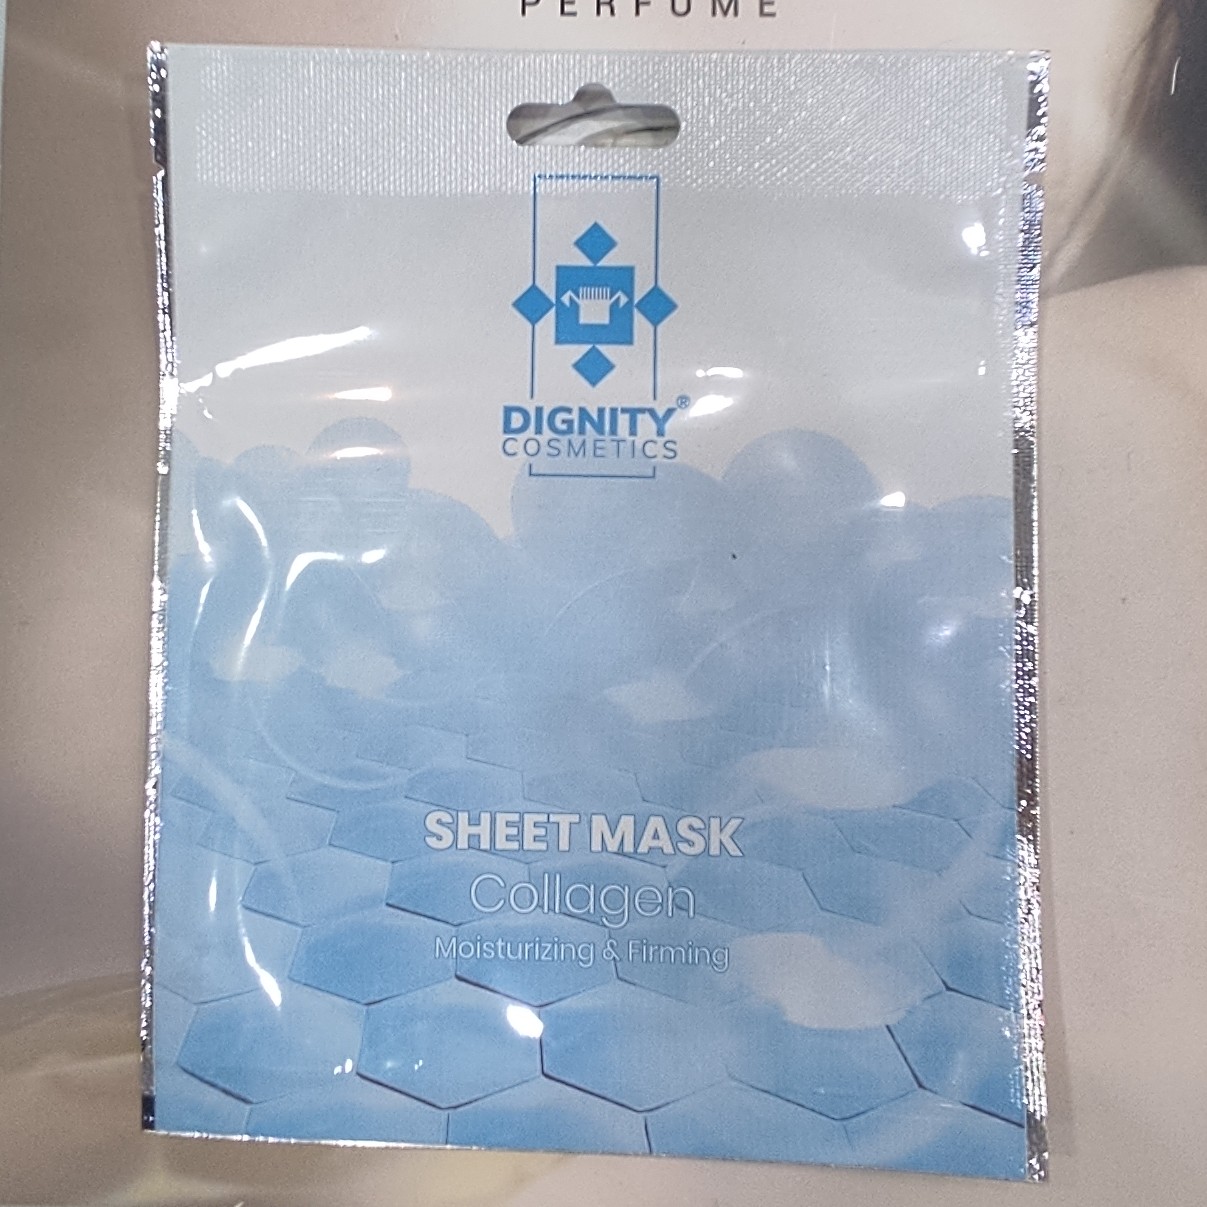 PERFUME
DIGNITY®
COSMETICS
SHEET MASK
Collagen
Moisturizing & Firming